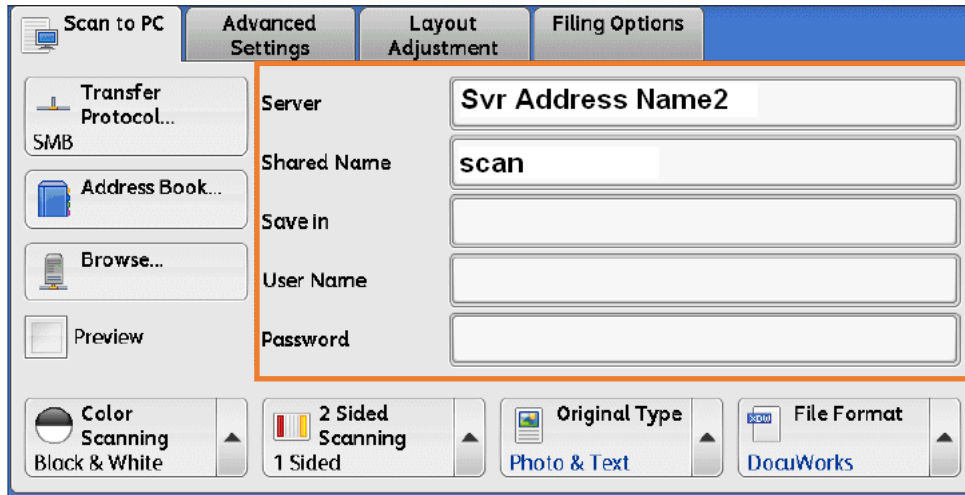 Scan to PC
Advanced
Settings
Layout
Adjustment
Filing Options
Transfer
Protocol...
SMB
Server
Svr Address Name2
Shared Name
scan
Address Book...
Save in
Browse...
User Name
Preview
Password
Color
Scanning
Black & White
2 Sided
Scanning
1 Sided
Original Type
Photo & Text
XDW
File Format
DocuWorks